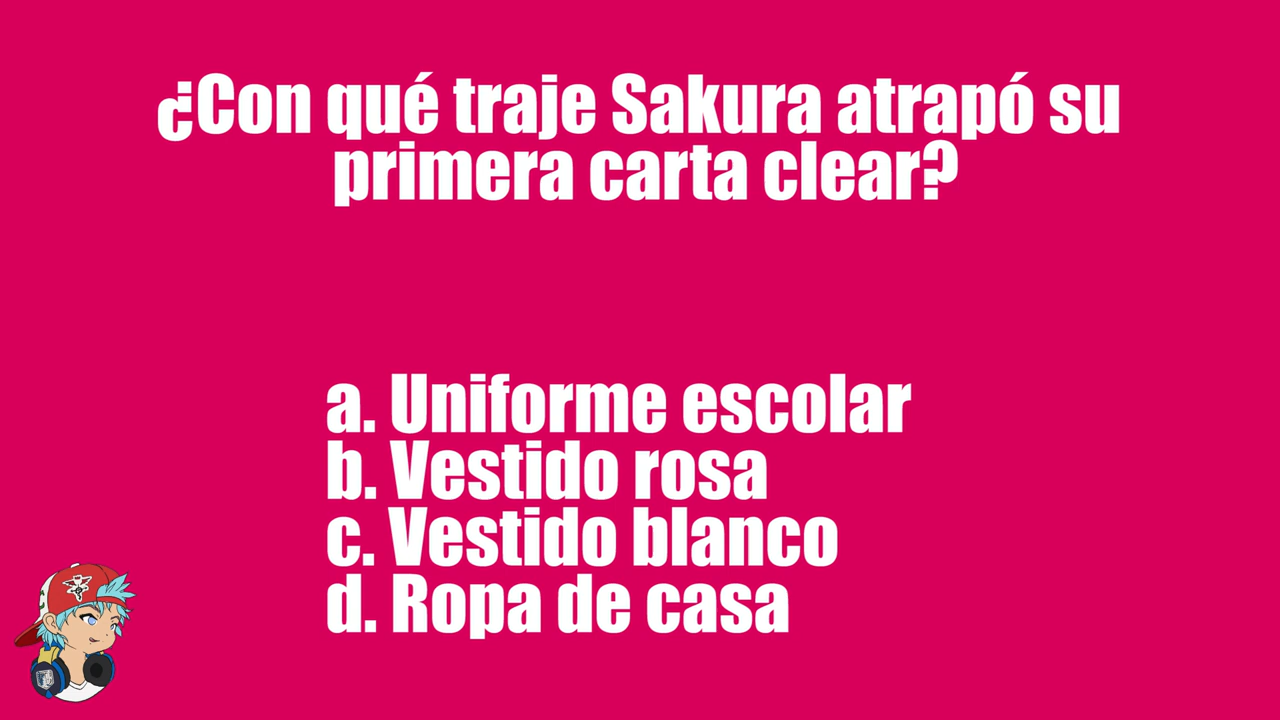 ¿Con qué traje Sakura atrapó su
primera carta clear?
a. Uniforme escolar
b. Vestido rosa
c. Vestido blanco
d. Ropa de casa